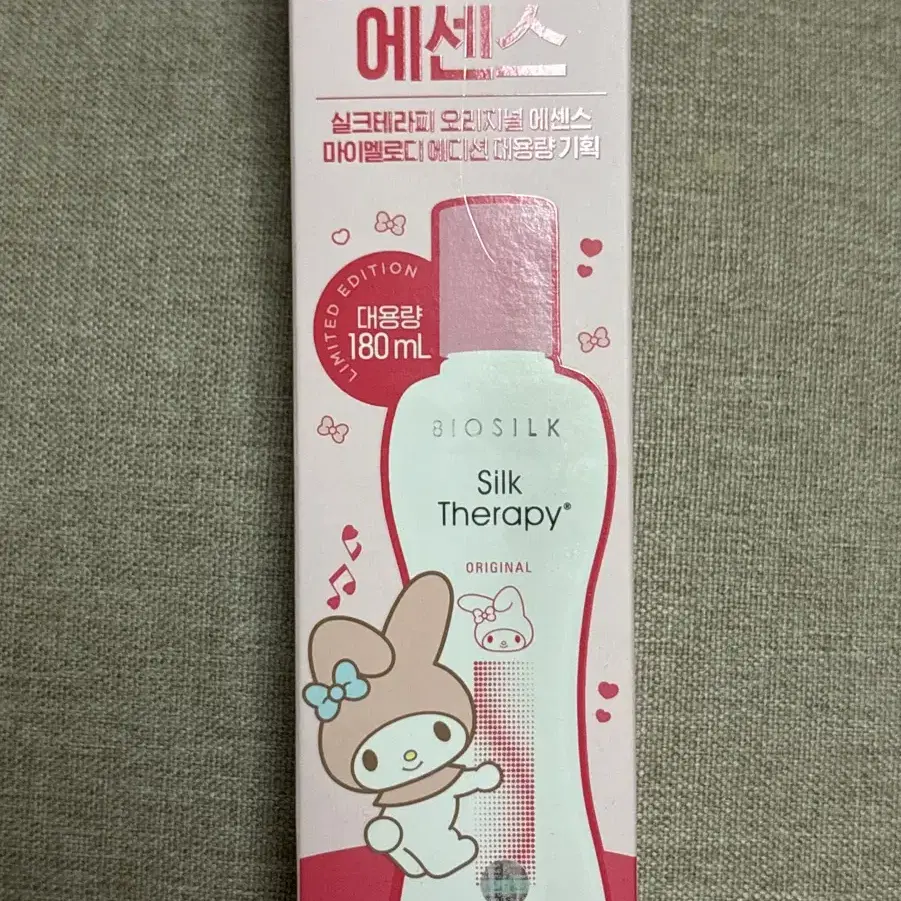 에센스
실크테라피 오리지널 에센스
마이멜로디 에디션 대용량 기획
LIMITED EDITION
대용량
180 mL
BIOSILK
Silk
Therapy®
ORIGINAL